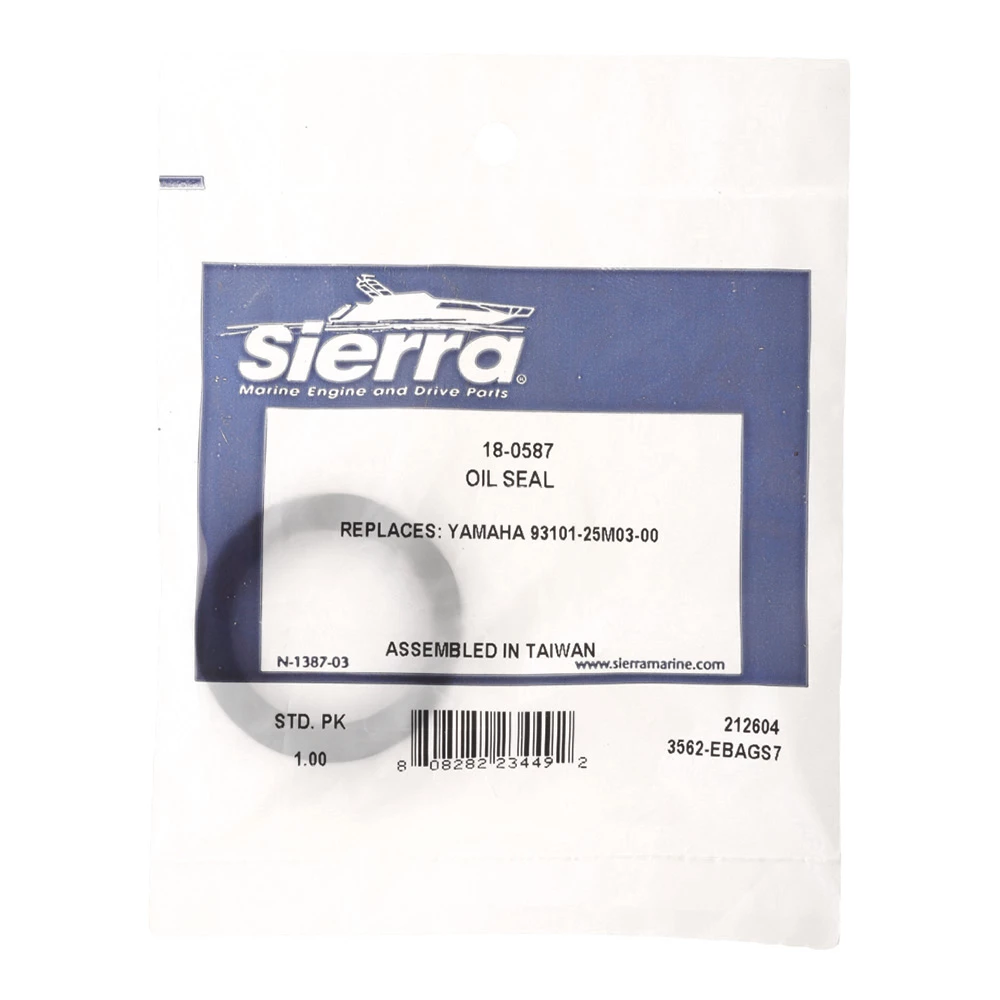 Sierra®
Marine Engine and Drive Parts
18-0587
OIL SEAL
REPLACES: YAMAHA 93101-25M03-00
ASSEMBLED IN TAIWAN
N-1387-03
www.sierramarine.com
STD. PK
1.00
8 08282 23449 2
212604
3562-EBAGS7